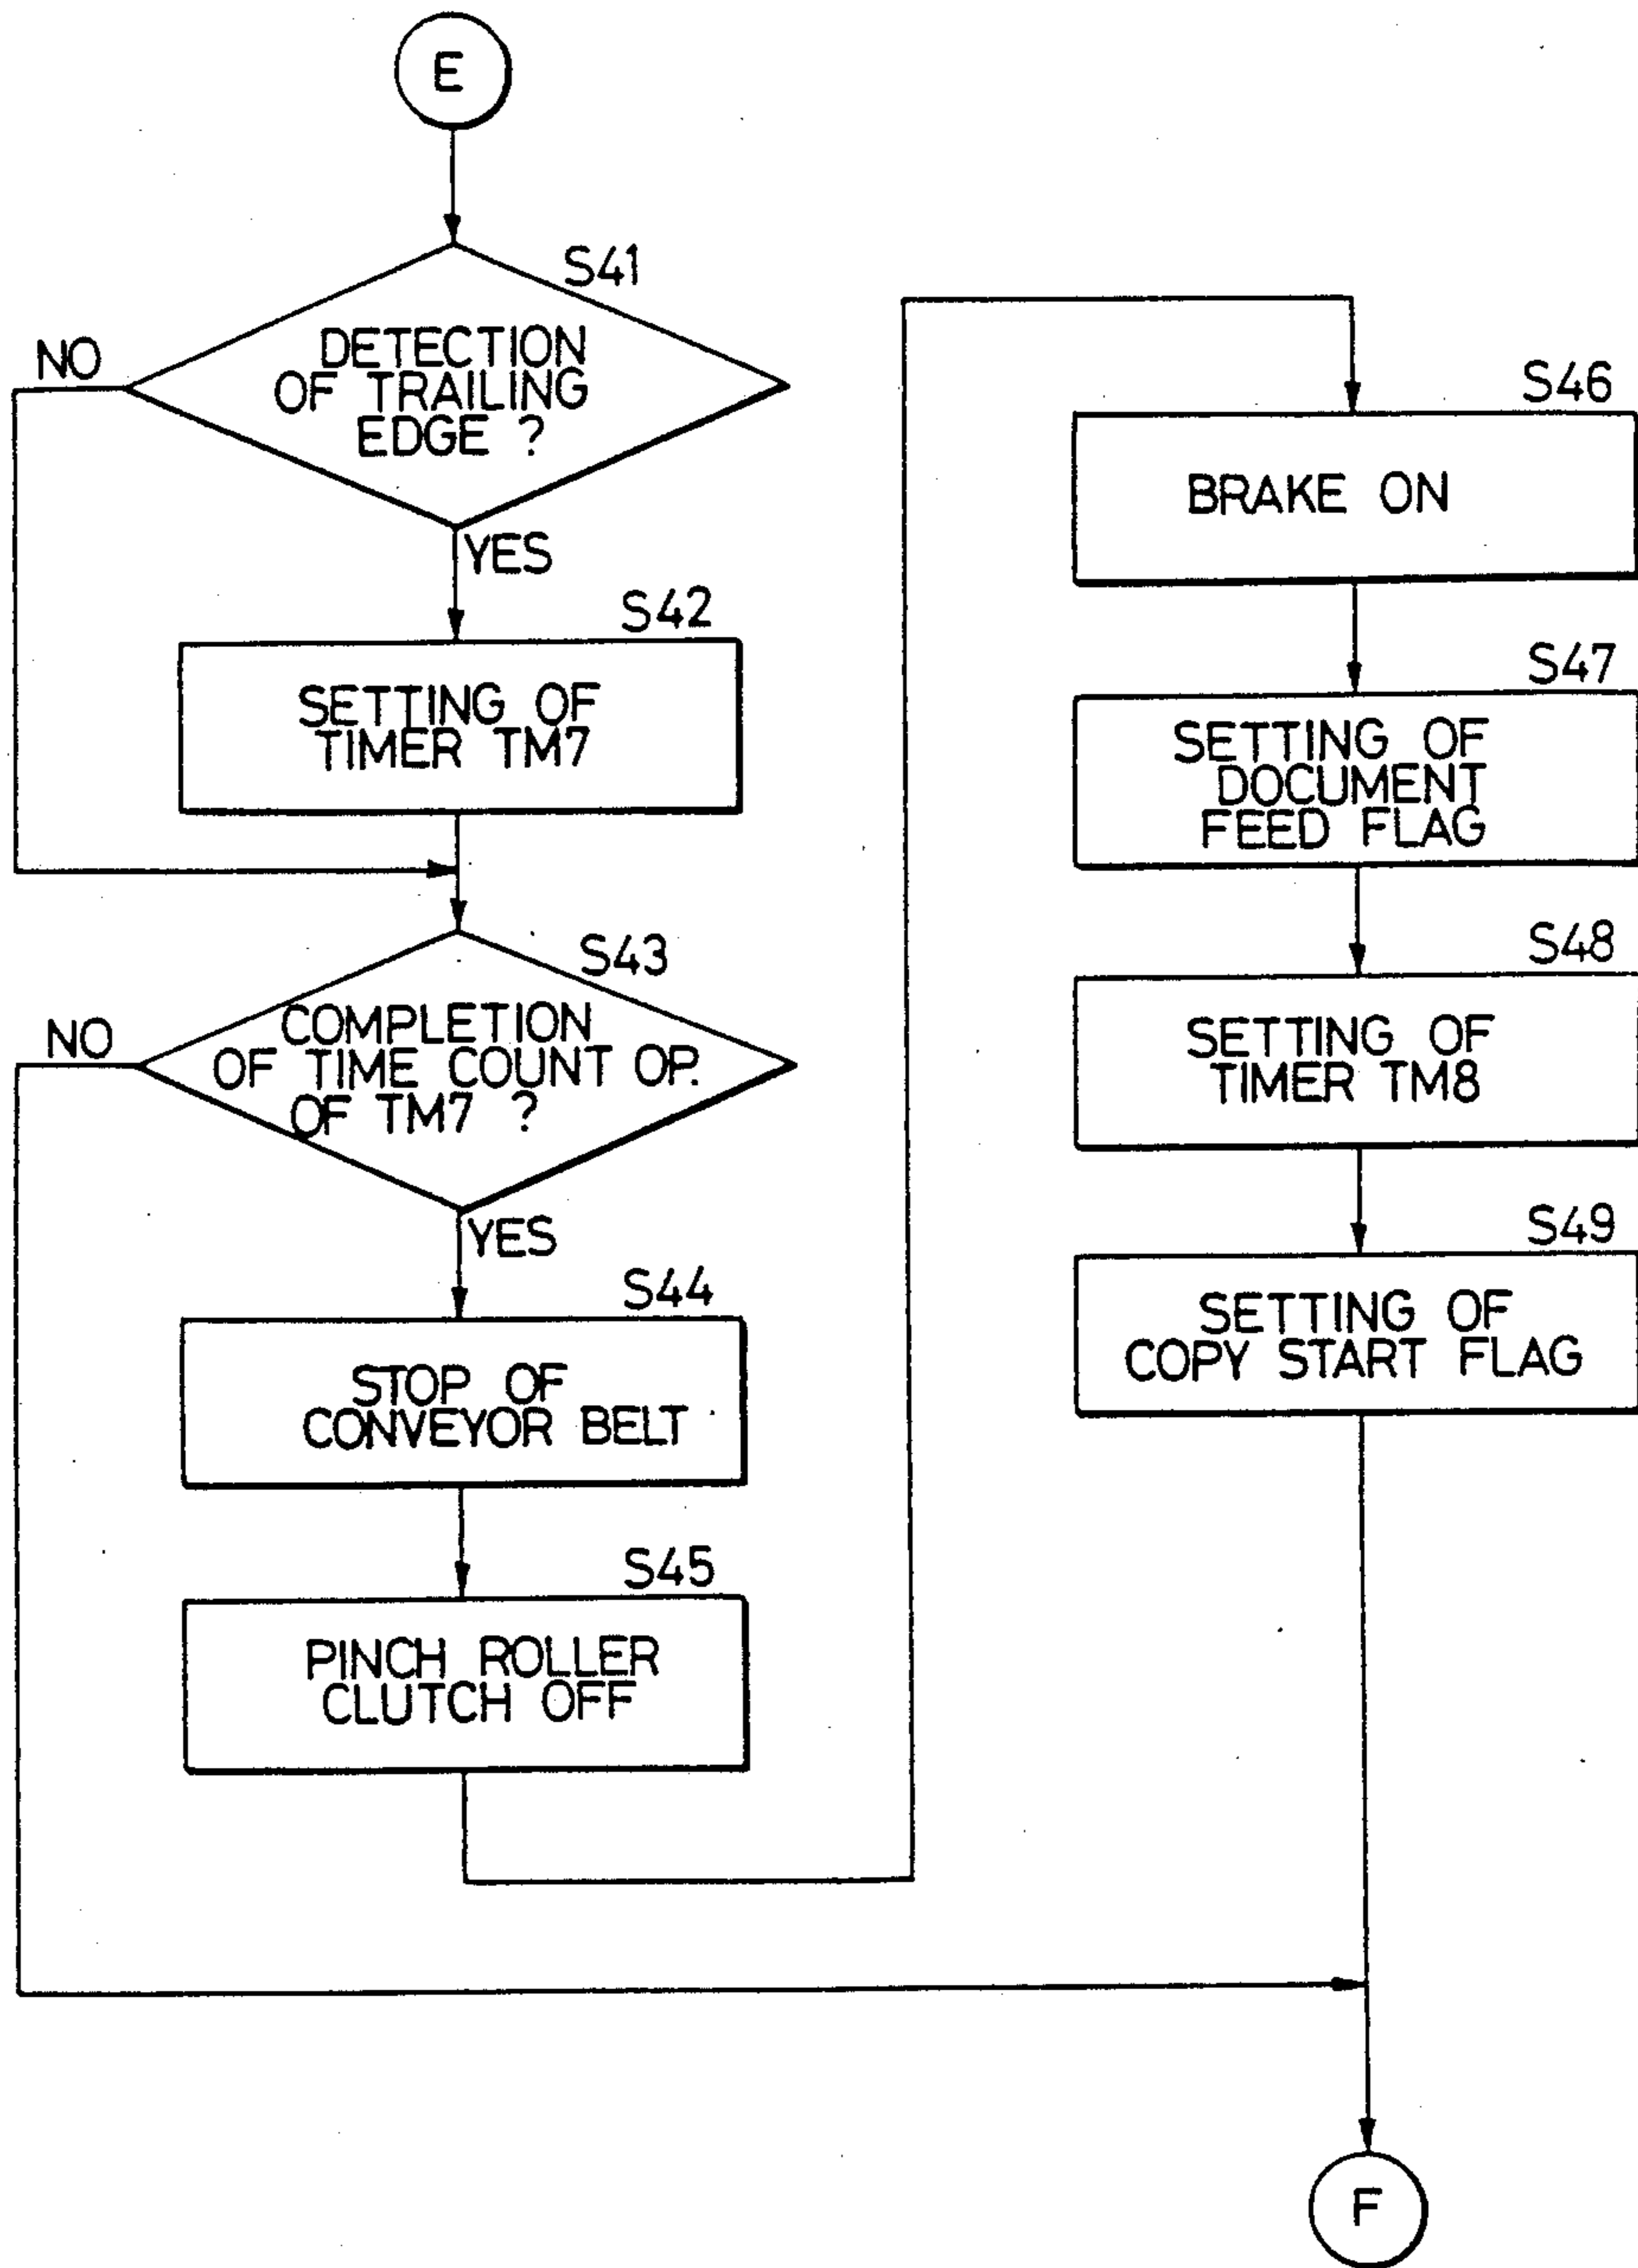 E
S41
DETECTION
OF TRAILING
EDGE ?
NO
YES
S42
SETTING OF
TIMER TM7
S43
COMPLETION
OF TIME COUNT OP.
OF TM7 ?
NO
YES
S44
STOP OF
CONVEYOR BELT
S45
PINCH ROLLER
CLUTCH OFF
S46
BRAKE ON
S47
SETTING OF
DOCUMENT
FEED FLAG
S48
SETTING OF
TIMER TM8
S49
SETTING OF
COPY START FLAG
F